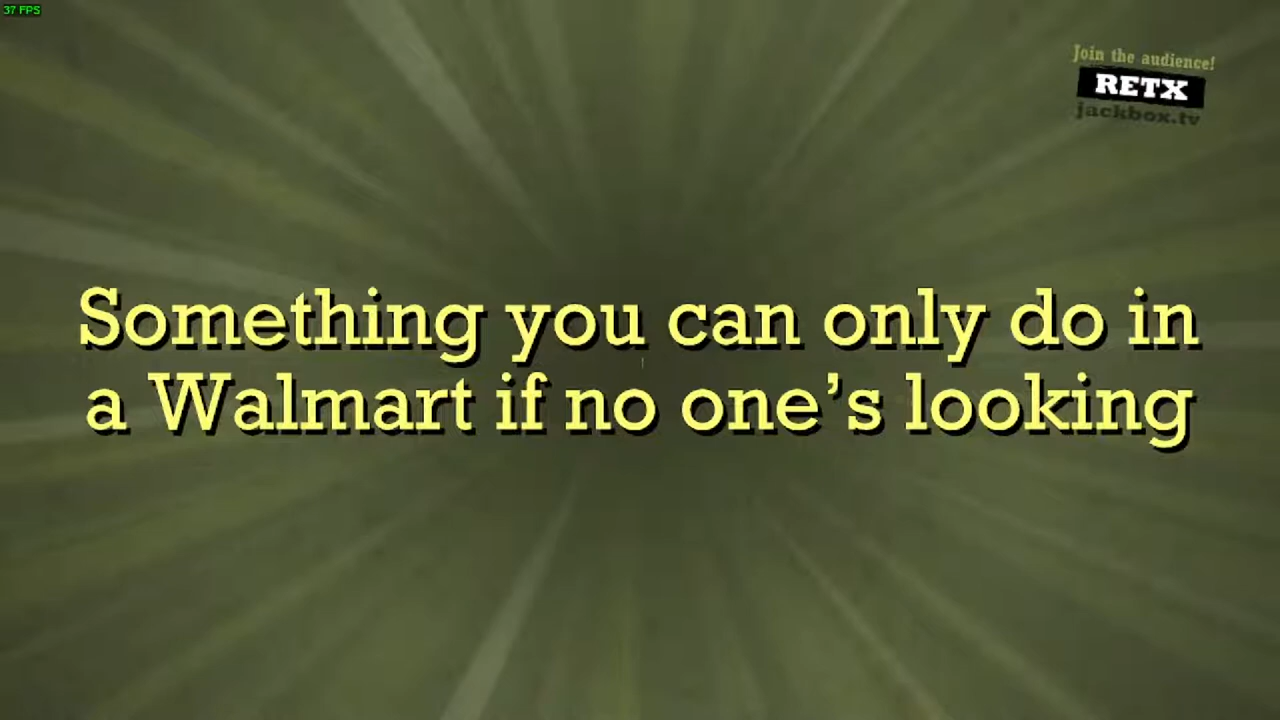 37 FPS
Join the audience!
RETX
jackbox.tv
Something you can only do in
a Walmart if no one’s looking